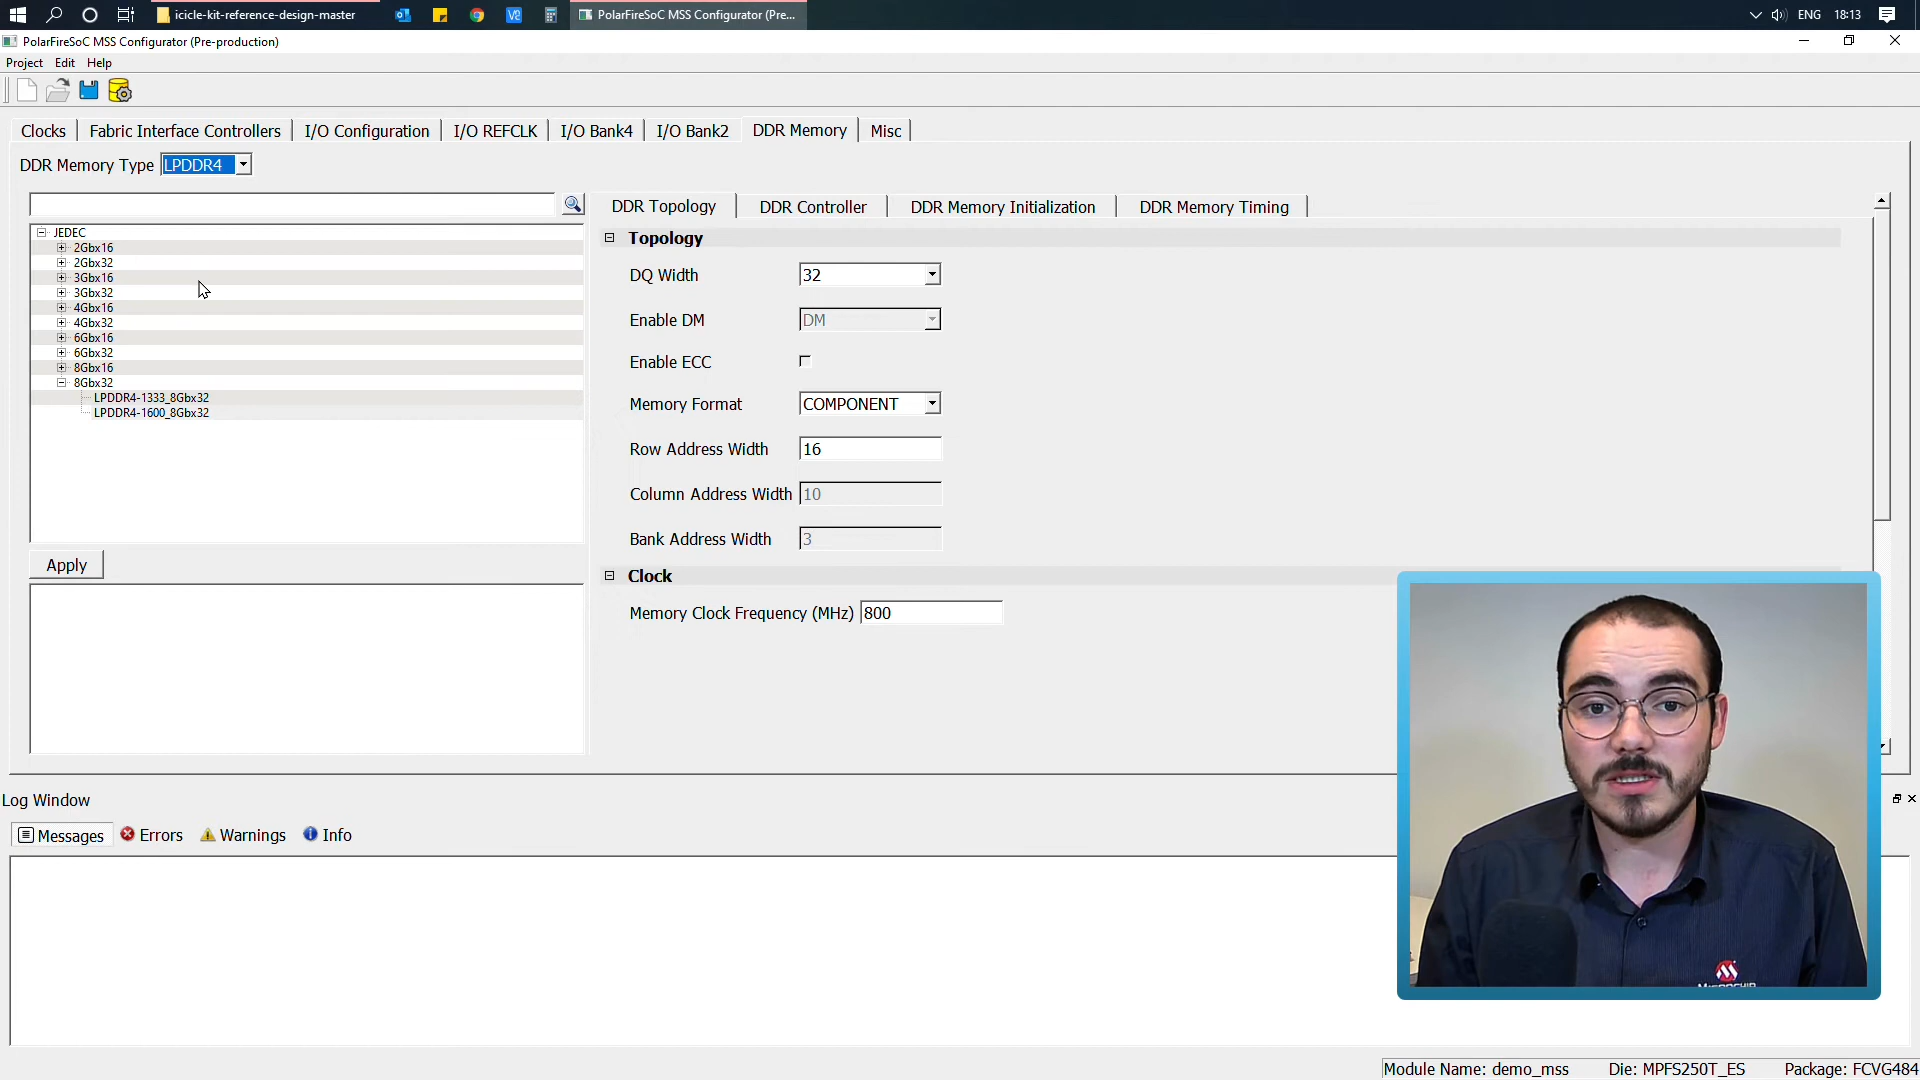 icicle-kit-reference-design-master
PolarFireSoC MSS Configurator (Pre...
ENG
18:13
PolarFireSoC MSS Configurator (Pre-production)
Project Edit Help
Clocks
Fabric Interface Controllers
I/O Configuration
I/O REFCLK
I/O Bank4
I/O Bank2
DDR Memory
Misc
DDR Memory Type LPDDR4
JEDEC
2Gbx16
2Gbx32
3Gbx16
3Gbx32
4Gbx16
4Gbx32
6Gbx16
6Gbx32
8Gbx16
8Gbx32
LPDDR4-1333_8Gbx32
LPDDR4-1600_8Gbx32
Apply
DDR Topology
DDR Controller
DDR Memory Initialization
DDR Memory Timing
Topology
DQ Width 32
Enable DM DM
Enable ECC
Memory Format COMPONENT
Row Address Width 16
Column Address Width 10
Bank Address Width 3
Clock
Memory Clock Frequency (MHz) 800
Log Window
Messages Errors Warnings Info
MICROCHIP
Module Name: demo_mss Die: MPFS250T_ES Package: FCVG484